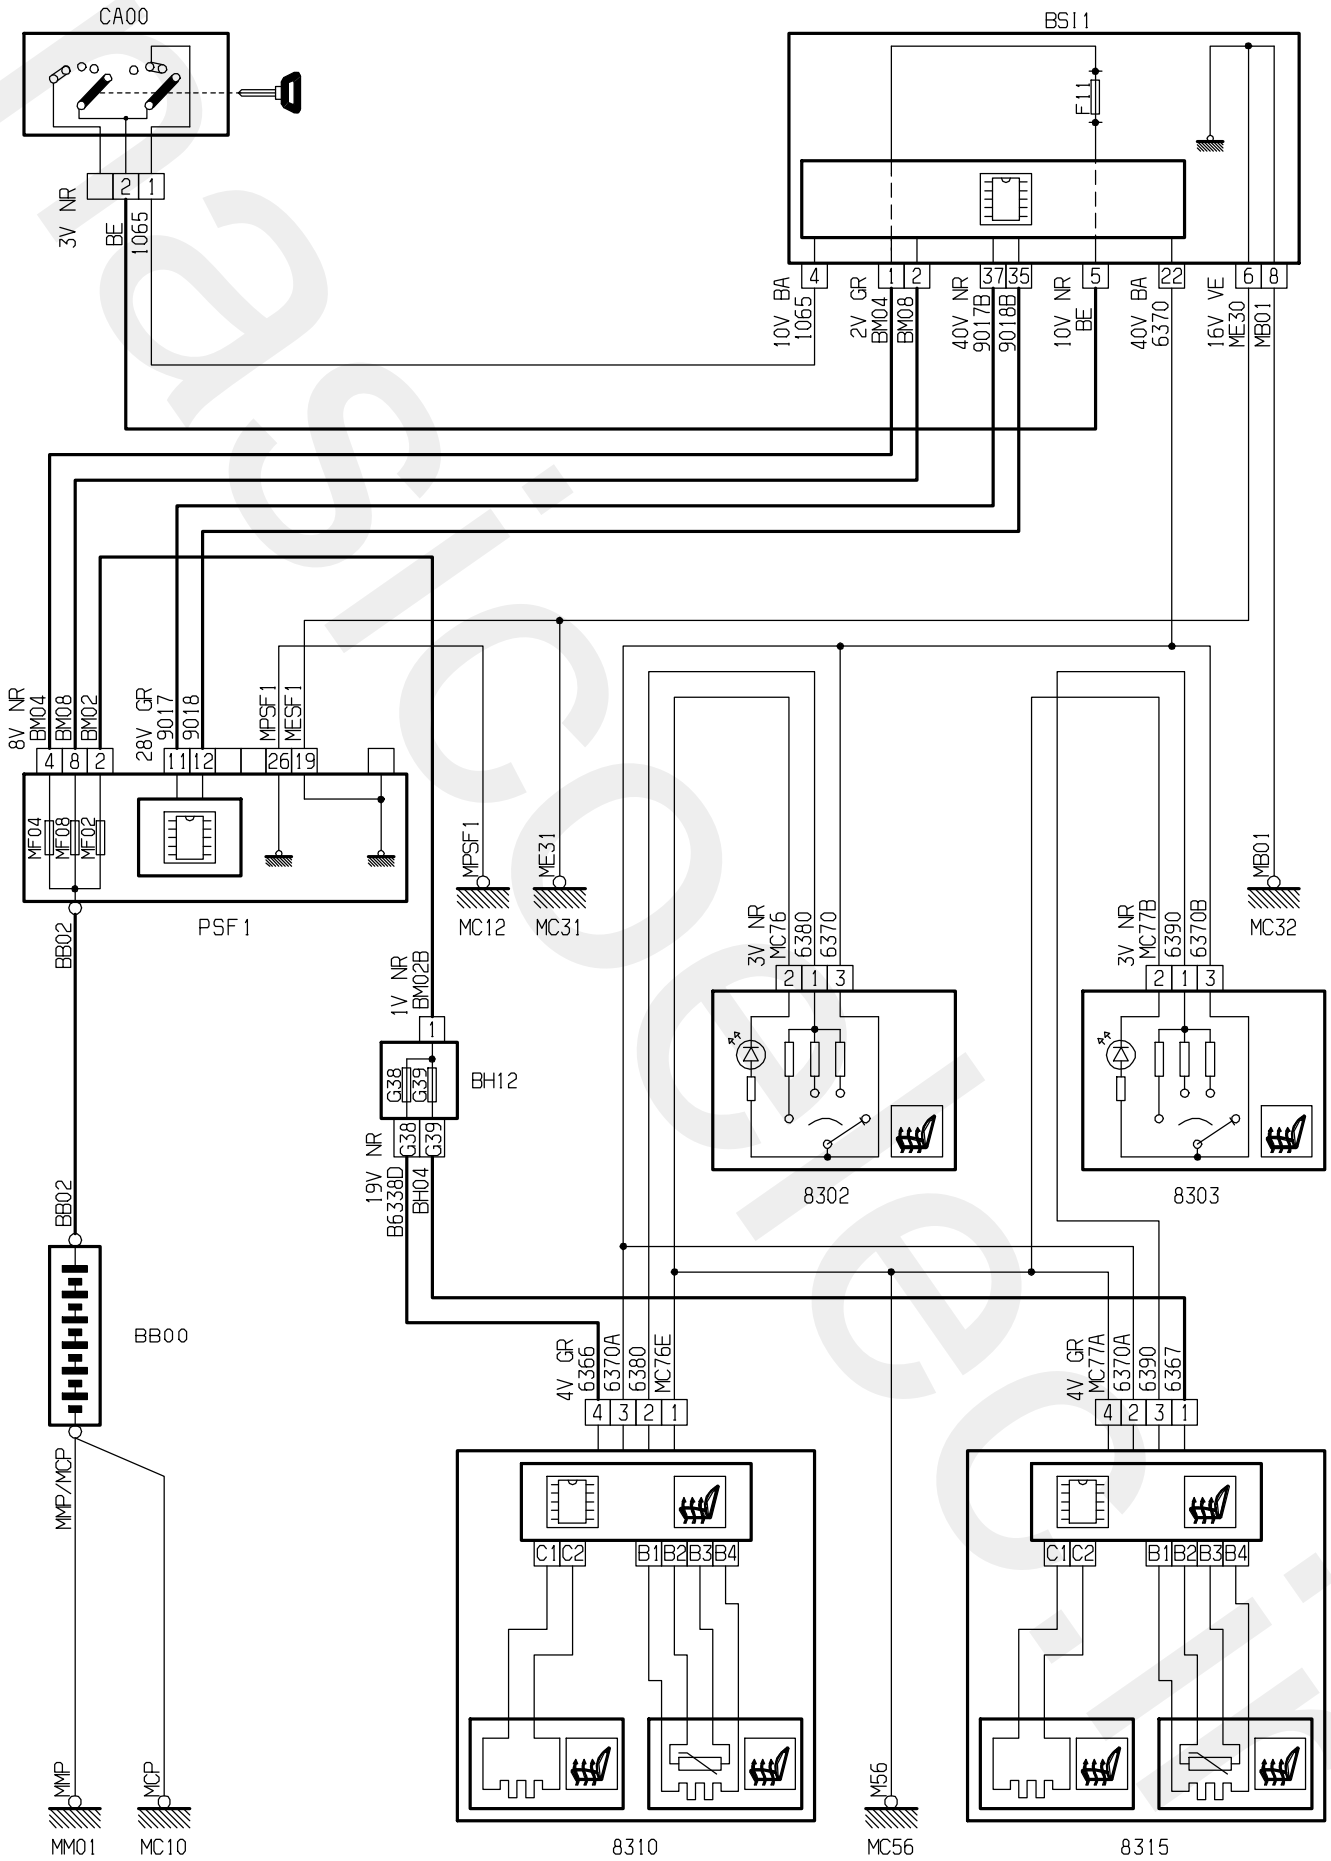 CA00
BSI1
F11
2 1
3V NR
BE
1065
4 1 2 37 35 5 22 6 8
10V BA
1065
2V GR
BM04
BM08
40V NR
9017B
9018B
10V NR
BE
40V BA
6370
16V VE
ME30
MB01
8V NR
BM04
BM08
BM02
28V GR
9017
9018
MPSF1
MESF1
4 8 2 11 12 26 19
MF04
MF08
MF02
PSF1
MPSF1
MC12
ME31
MC31
MB01
MC32
BB02
1V NR
BM02B
1
G38
G39
BH12
G38
G39
19V NR
B6338D
BH04
3V NR
MC76
6380
6370
2 1 3
8302
3V NR
MC77B
6390
6370B
2 1 3
8303
BB02
BB00
MMP/MCP
4V GR
6366
6370A
6380
MC76E
4 3 2 1
4V GR
MC77A
6370A
6390
6367
4 2 3 1
C1 C2 B1 B2 B3 B4
C1 C2 B1 B2 B3 B4
MMP
MM01
MCP
MC10
8310
M56
MC56
8315
hasicoelec.ir